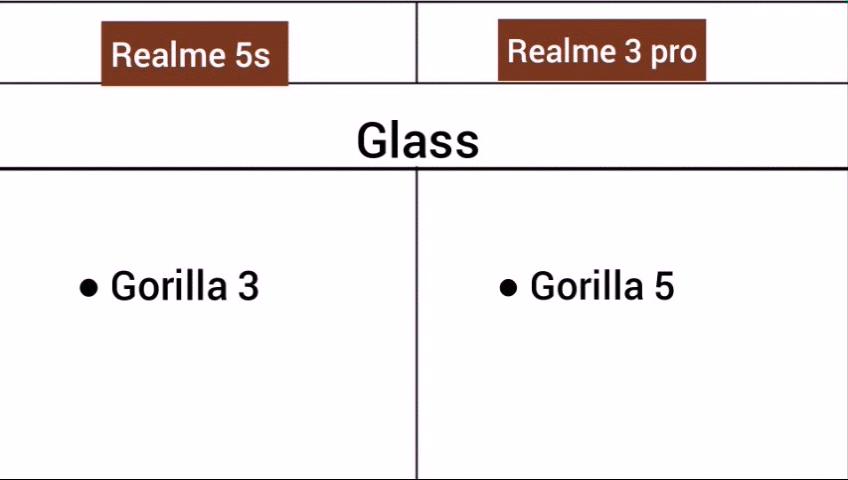 Realme 5s
Realme 3 pro
Glass
● Gorilla 3
● Gorilla 5